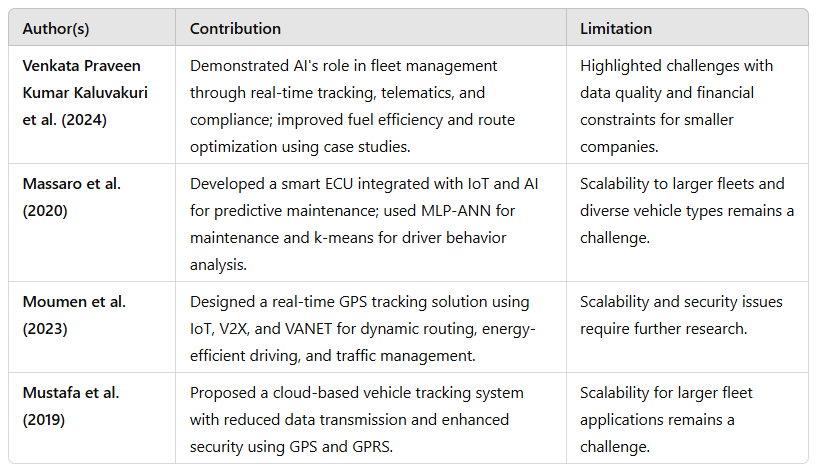 Author(s) Contribution Limitation
Venkata Praveen Demonstrated AI's role in fleet management Highlighted challenges with
Kumar Kaluvakuri through real-time tracking, telematics, and data quality and financial
et al. (2024) compliance; improved fuel efficiency and route constraints for smaller
optimization using case studies. companies.
Massaro et al. Developed a smart ECU integrated with IoT and AI Scalability to larger fleets and
(2020) for predictive maintenance; used MLP-ANN for diverse vehicle types remains a
maintenance and k-means for driver behavior challenge.
analysis.
Moumen et al. Designed a real-time GPS tracking solution using Scalability and security issues
(2023) IoT, V2X, and VANET for dynamic routing, energy- require further research.
efficient driving, and traffic management.
Mustafa et al. Proposed a cloud-based vehicle tracking system Scalability for larger fleet
(2019) with reduced data transmission and enhanced applications remains a
security using GPS and GPRS. challenge.